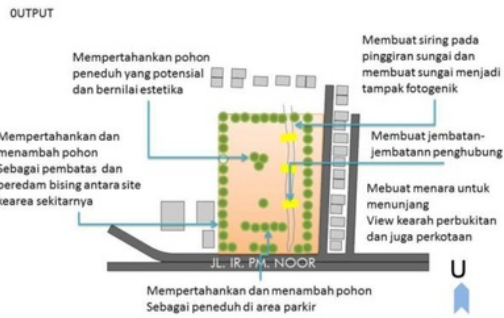 OUTPUT
Mempertahankan pohon
peneduh yang potensial
dan bernilai estetika
Membuat siring pada
pinggiran sungai dan
membuat sungai menjadi
tampak fotogenik
Mempertahankan dan
menambah pohon
Sebagai pembatas dan
peredam bising antara site
kearea sekitarnya
Membuat jembatan-
jembatann penghubung
Mebuat menara untuk
menunjang
View kearah perbukitan
dan juga perkotaan
JL. IR. PM. NOOR
U
Mempertahankan dan menambah pohon
Sebagai peneduh di area parkir